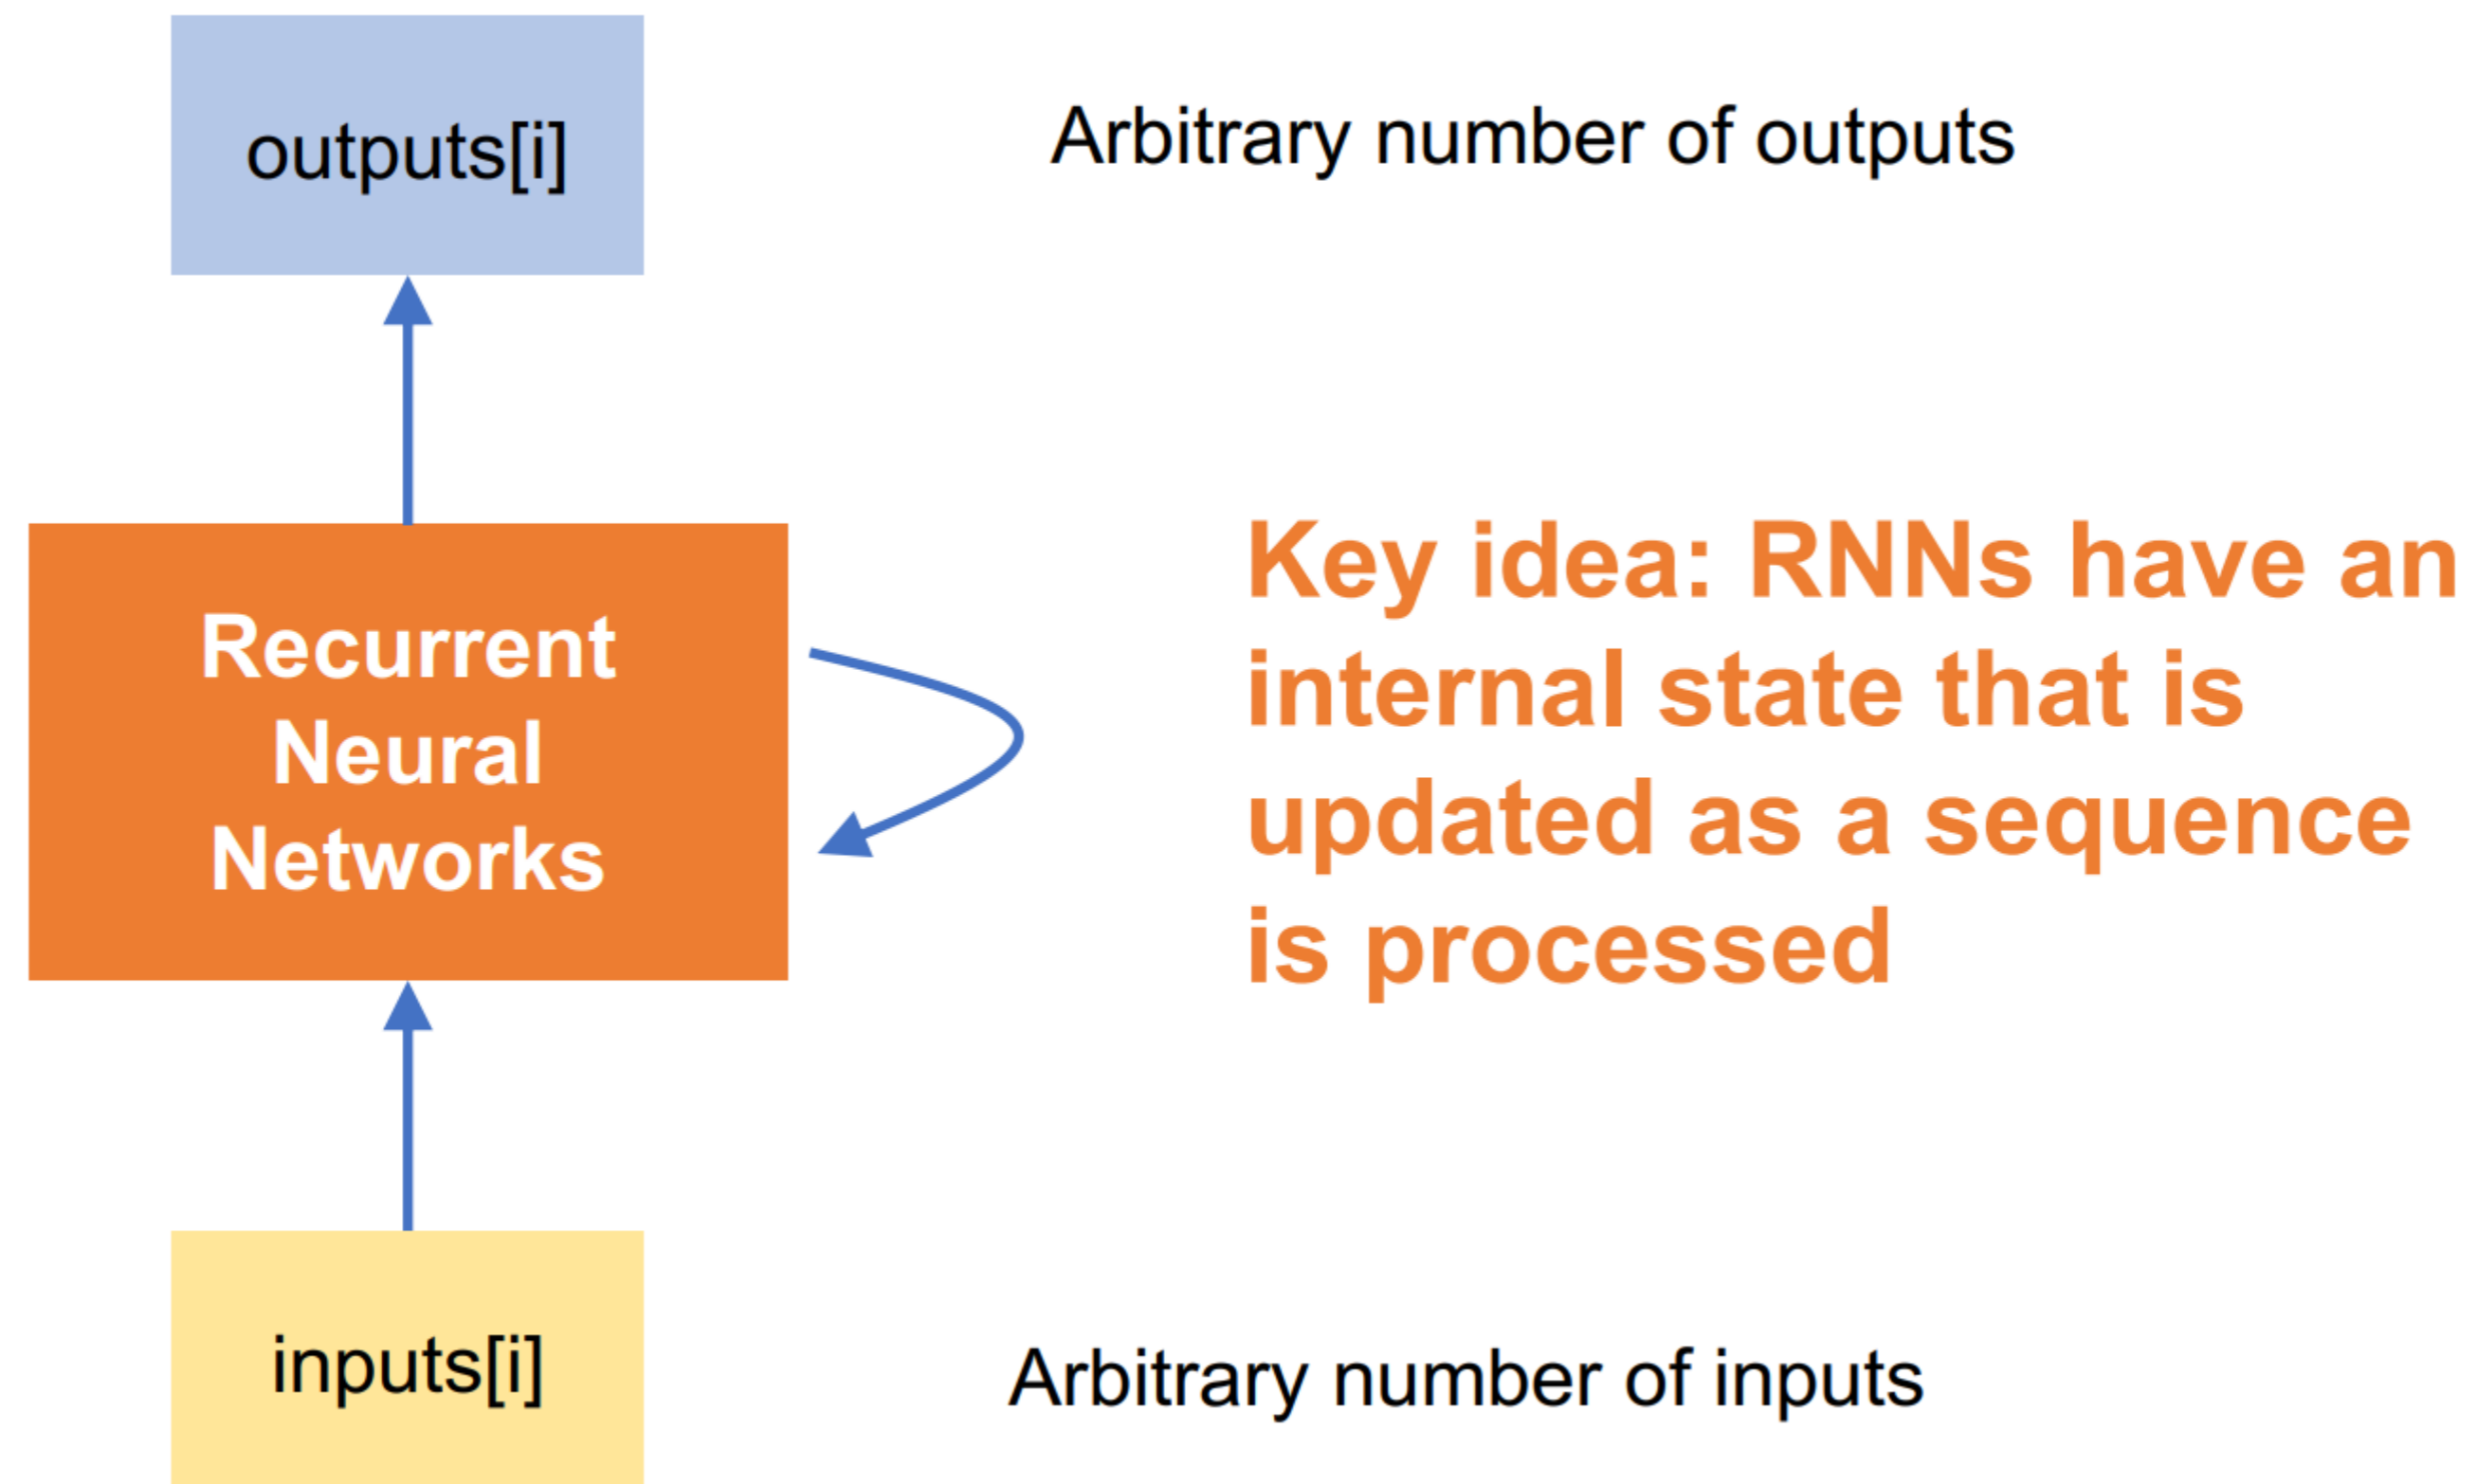 outputs[i]
Arbitrary number of outputs
Recurrent
Neural
Networks
Key idea: RNNs have an
internal state that is
updated as a sequence
is processed
inputs[i]
Arbitrary number of inputs